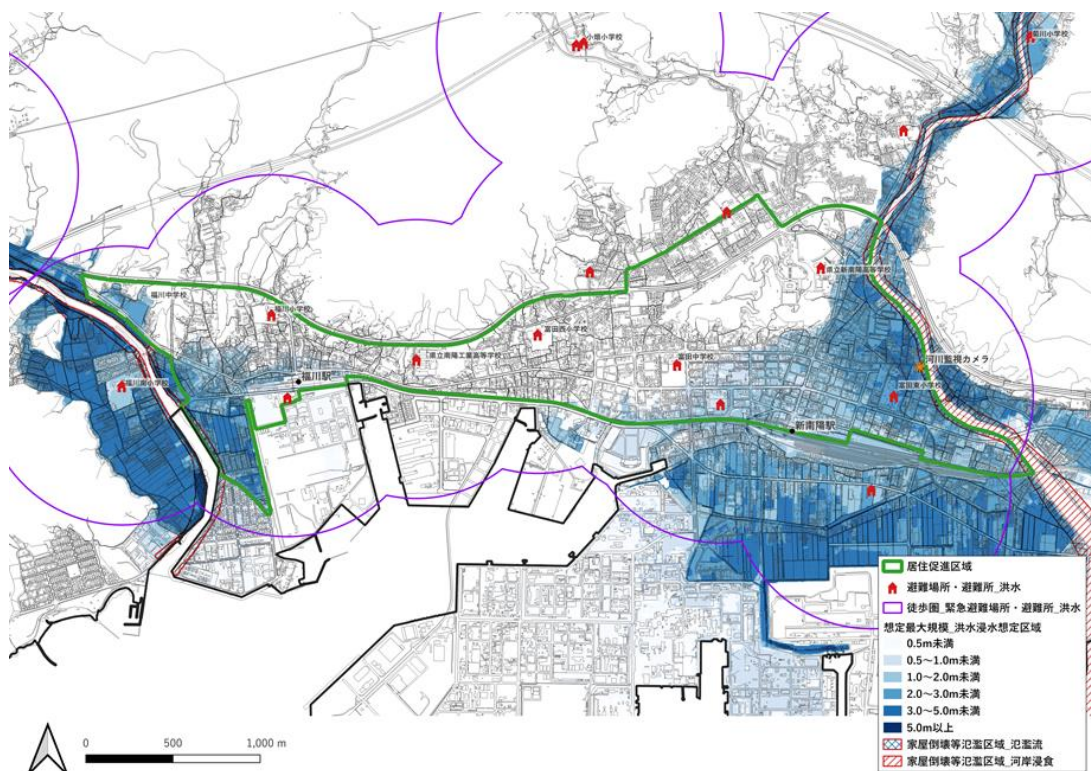 小畑小学校
菊川小学校
県立新南陽高等学校
福川中学校
福川小学校
富田西小学校
県立南陽工業高等学校
富田中学校
河川監視カメラ
福川駅
福川南小学校
富田東小学校
新南陽駅
居住促進区域
避難場所・避難所_洪水
徒歩圏_緊急避難場所・避難所_洪水
想定最大規模_洪水浸水想定区域
0.5m未満
0.5～1.0m未満
1.0～2.0m未満
2.0～3.0m未満
3.0～5.0m未満
5.0m以上
家屋倒壊等氾濫区域_氾濫流
家屋倒壊等氾濫区域_河岸浸食
0 500 1,000 m